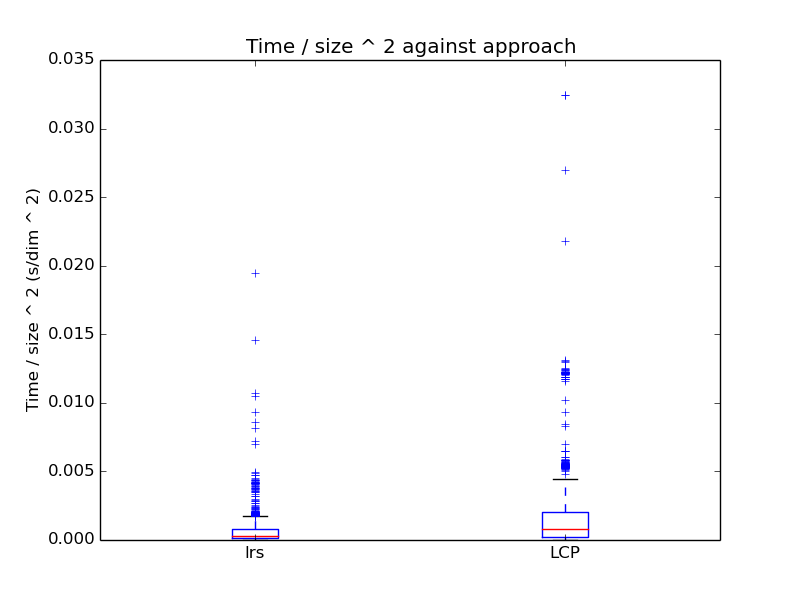 Time / size ^ 2 against approach
0.035
0.030
0.025
0.020
0.015
0.010
0.005
0.000
Time / size ^ 2 (s/dim ^ 2)
lrs
LCP